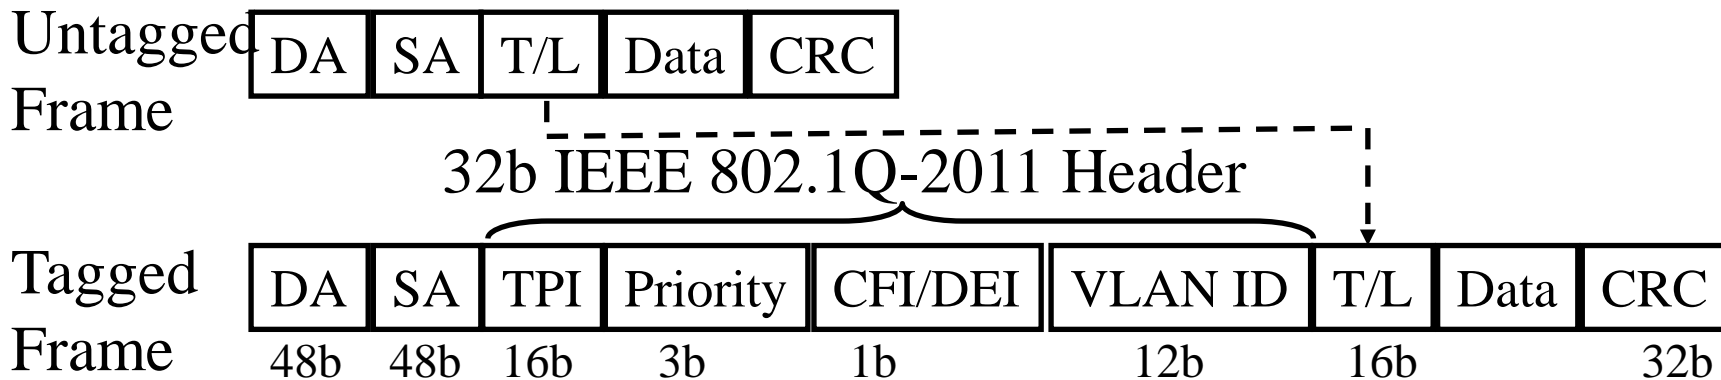 Untagged
Frame
DA SA T/L Data CRC
32b IEEE 802.1Q-2011 Header
Tagged
Frame
DA SA TPI Priority CFI/DEI VLAN ID T/L Data CRC
48b 48b 16b 3b 1b 12b 16b 32b